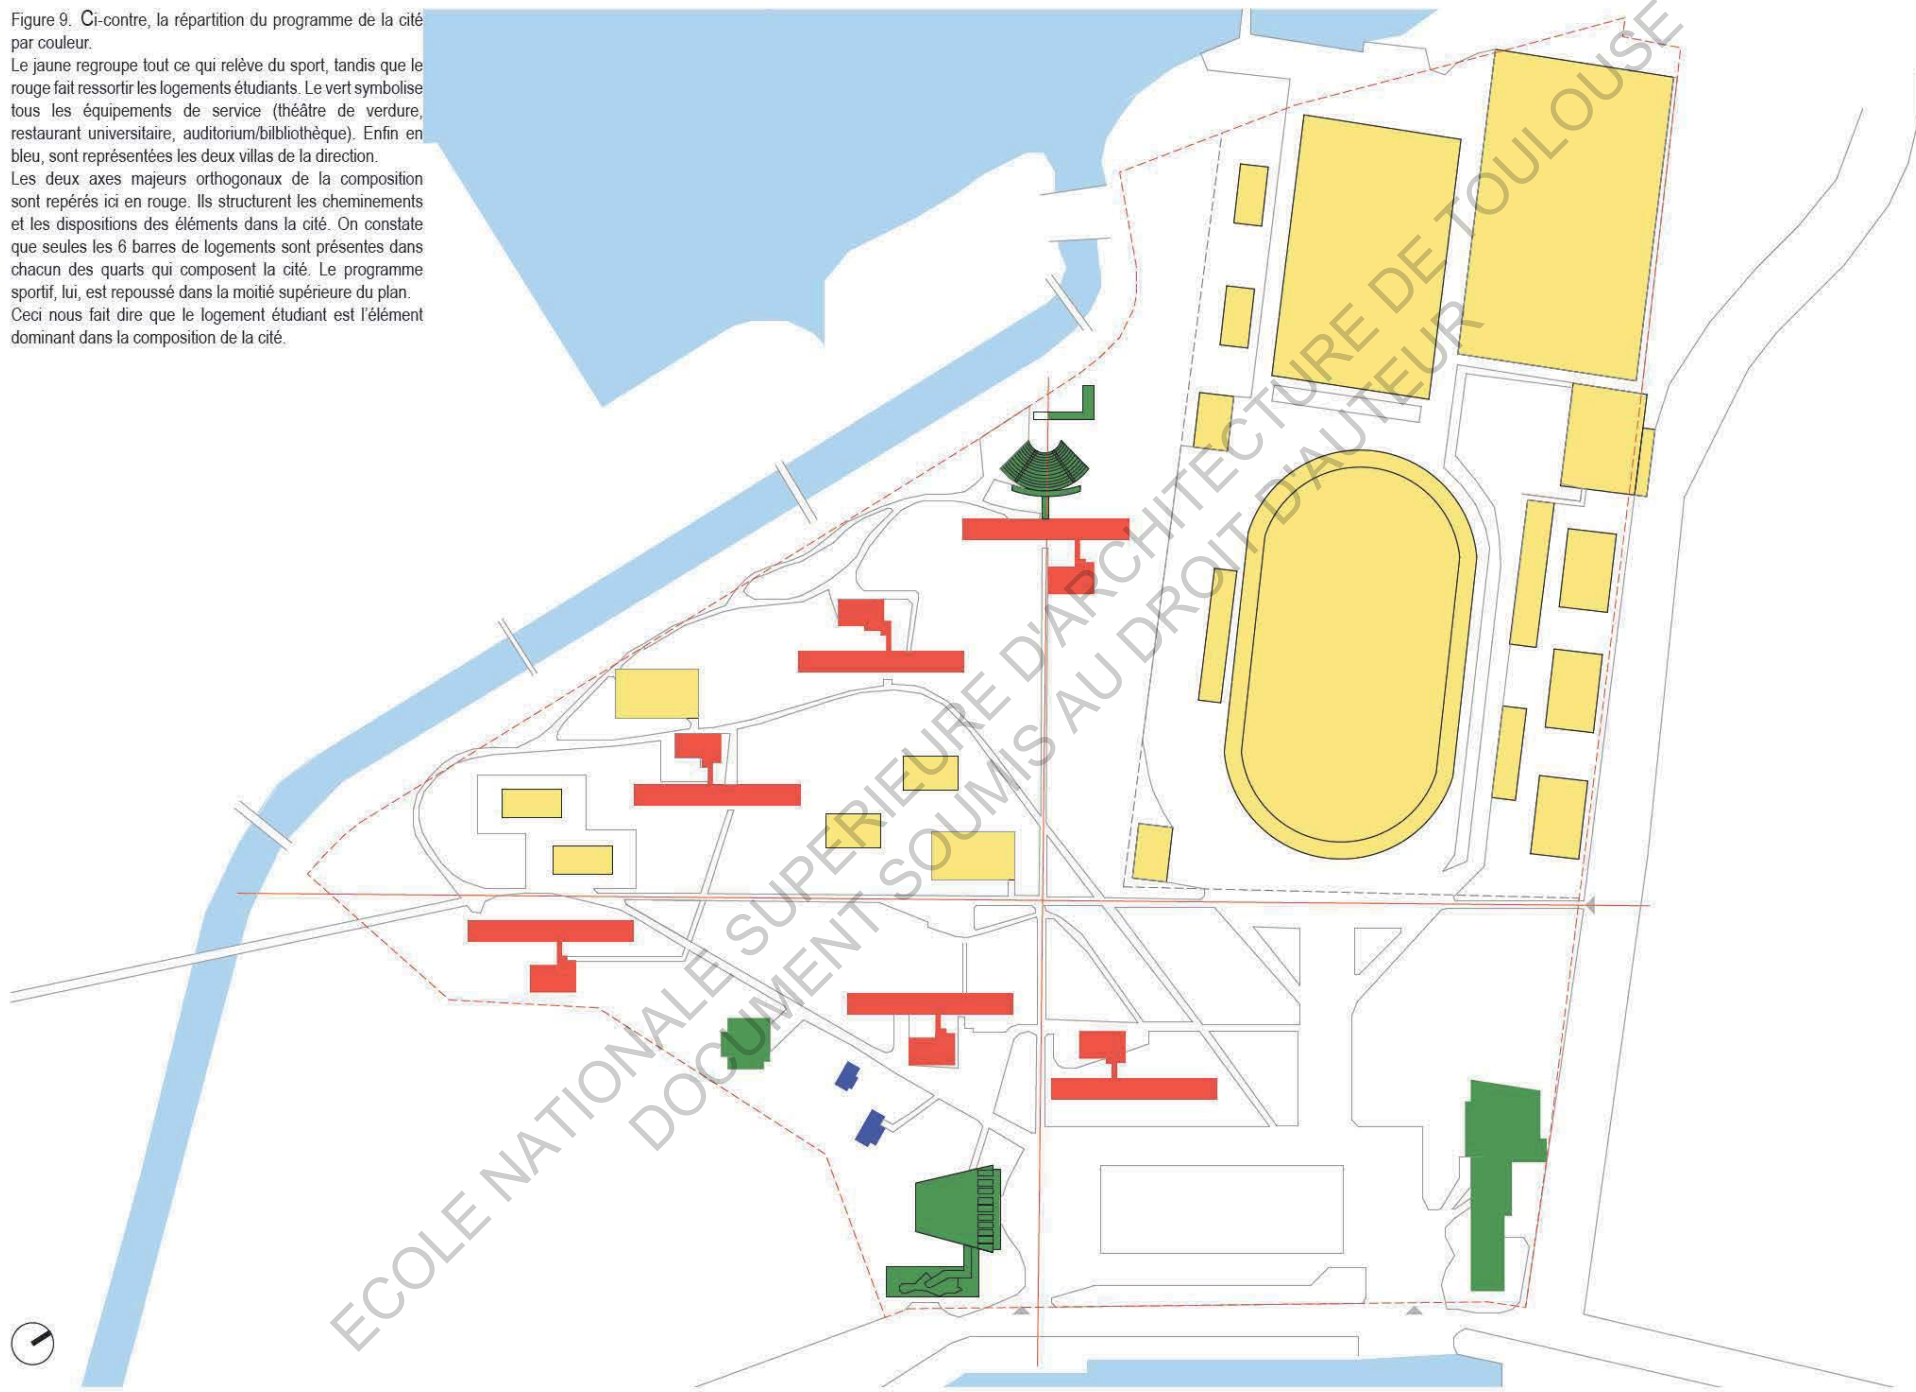 Figure 9. Ci-contre, la répartition du programme de la cité
par couleur.
Le jaune regroupe tout ce qui relève du sport, tandis que le
rouge fait ressortir les logements étudiants. Le vert symbolise
tous les équipements de service (théâtre de verdure,
restaurant universitaire, auditorium/bilbliothèque). Enfin en
bleu, sont représentées les deux villas de la direction.
Les deux axes majeurs orthogonaux de la composition
sont repérés ici en rouge. Ils structurent les cheminements
et les dispositions des éléments dans la cité. On constate
que seules les 6 barres de logements sont présentes dans
chacun des quarts qui composent la cité. Le programme
sportif, lui, est repoussé dans la moitié supérieure du plan.
Ceci nous fait dire que le logement étudiant est l'élément
dominant dans la composition de la cité.
ECOLE NATIONALE SUPERIEURE D'ARCHITECTURE DE TOULOUSE
DOCUMENT SOUMIS AU DROIT D'AUTEUR